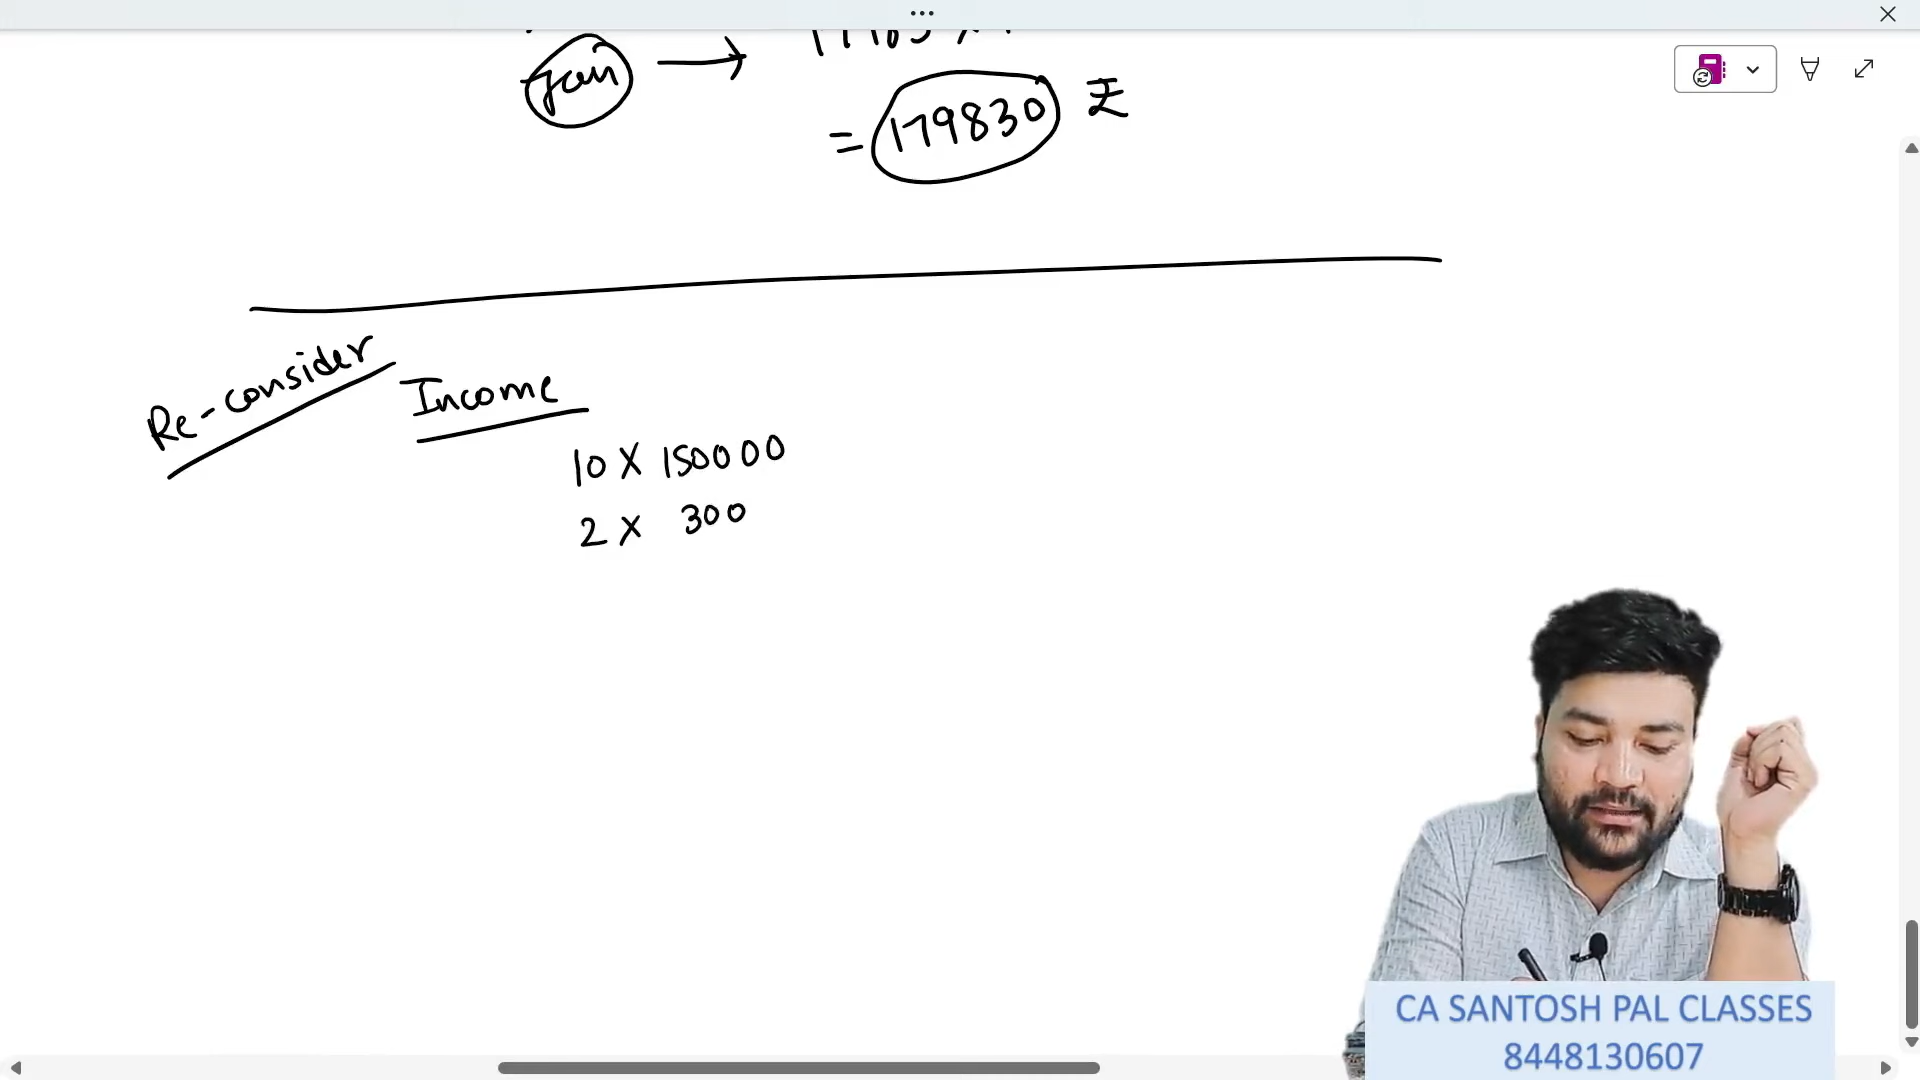 Jan →
= 179830 ₹
Re-consider Income
10 X 150000
2 X 300
CA SANTOSH PAL CLASSES
8448130607